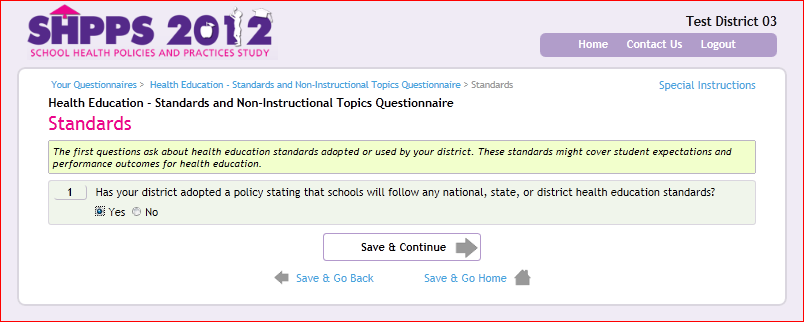 SHPPS 2012
SCHOOL HEALTH POLICIES AND PRACTICES STUDY
Test District 03
Home Contact Us Logout
Your Questionnaires > Health Education - Standards and Non-Instructional Topics Questionnaire > Standards
Special Instructions
Health Education - Standards and Non-Instructional Topics Questionnaire
Standards
The first questions ask about health education standards adopted or used by your district. These standards might cover student expectations and
performance outcomes for health education.
1 Has your district adopted a policy stating that schools will follow any national, state, or district health education standards?
Yes No
Save & Continue
Save & Go Back Save & Go Home